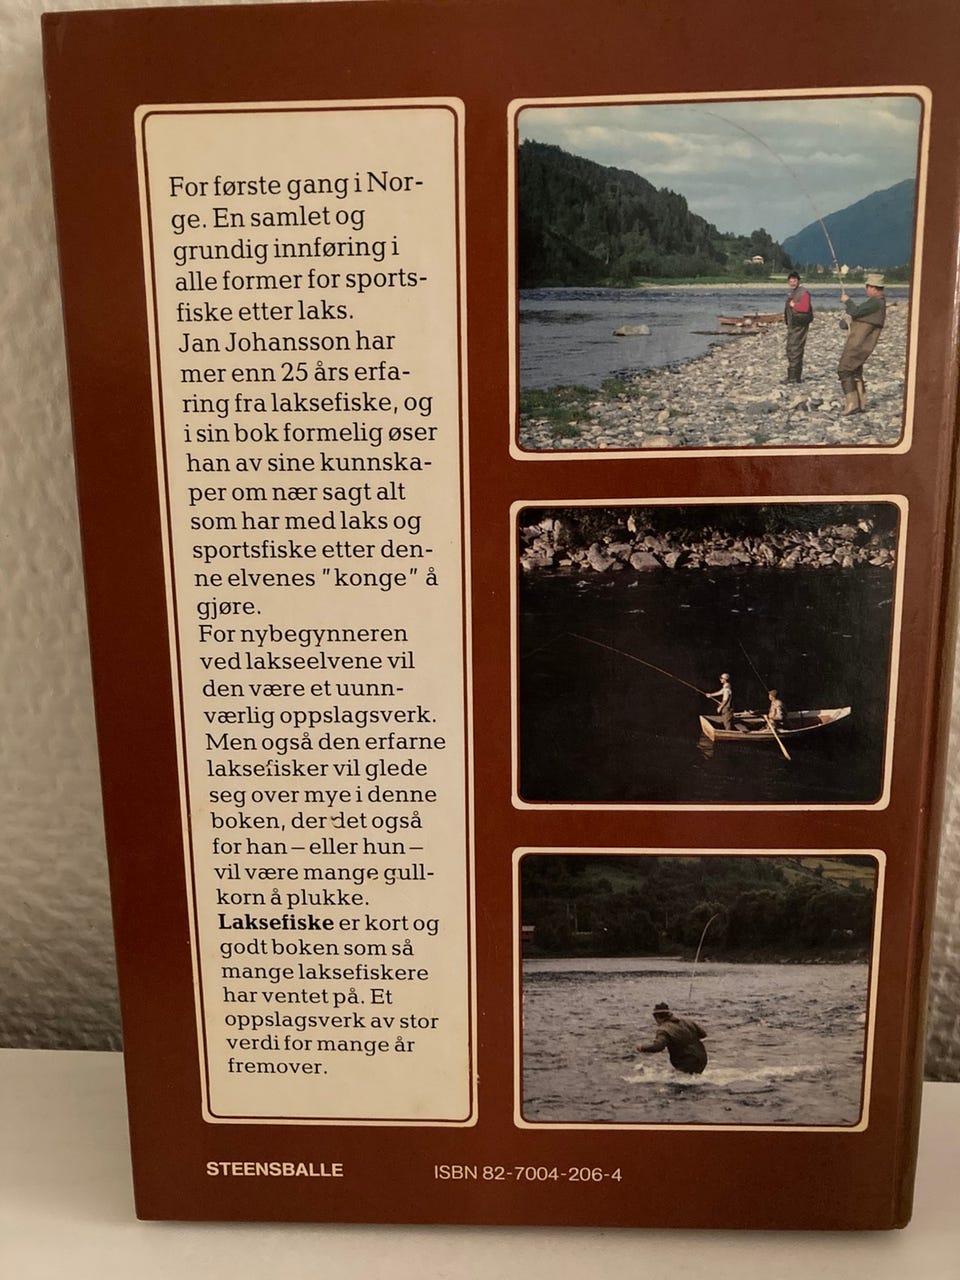 For første gang i Nor-
ge. En samlet og
grundig innføring i
alle former for sports-
fiske etter laks.
Jan Johansson har
mer enn 25 års erfa-
ring fra laksefiske, og
i sin bok formelig øser
han av sine kunnska-
per om nær sagt alt
som har med laks og
sportsfiske etter den-
ne elvenes "konge" å
gjøre.
For nybegynneren
ved lakseelvene vil
den være et uunn-
værlig oppslagsverk.
Men også den erfarne
laksefisker vil glede
seg over mye i denne
boken, der det også
for han – eller hun –
vil være mange gull-
korn å plukke.
Laksefiske er kort og
godt boken som så
mange laksefiskere
har ventet på. Et
oppslagsverk av stor
verdi for mange år
fremover.
STEENSBALLE
ISBN 82-7004-206-4